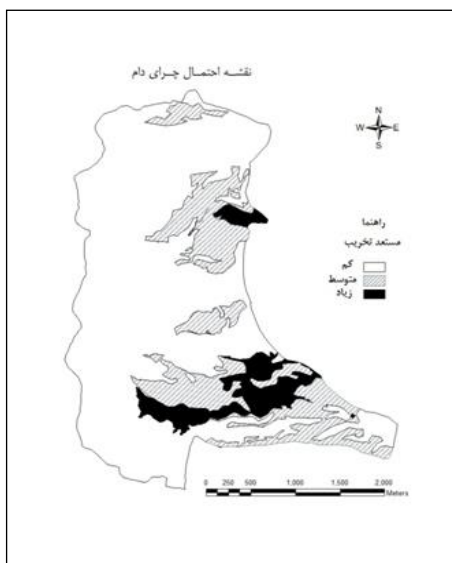 نقشه احتمال چرای دام
N
W E
S
راهنما
مستعد تخریب
کم
متوسط
زیاد
0 250 500 1,000 1,500 2,000
Meters